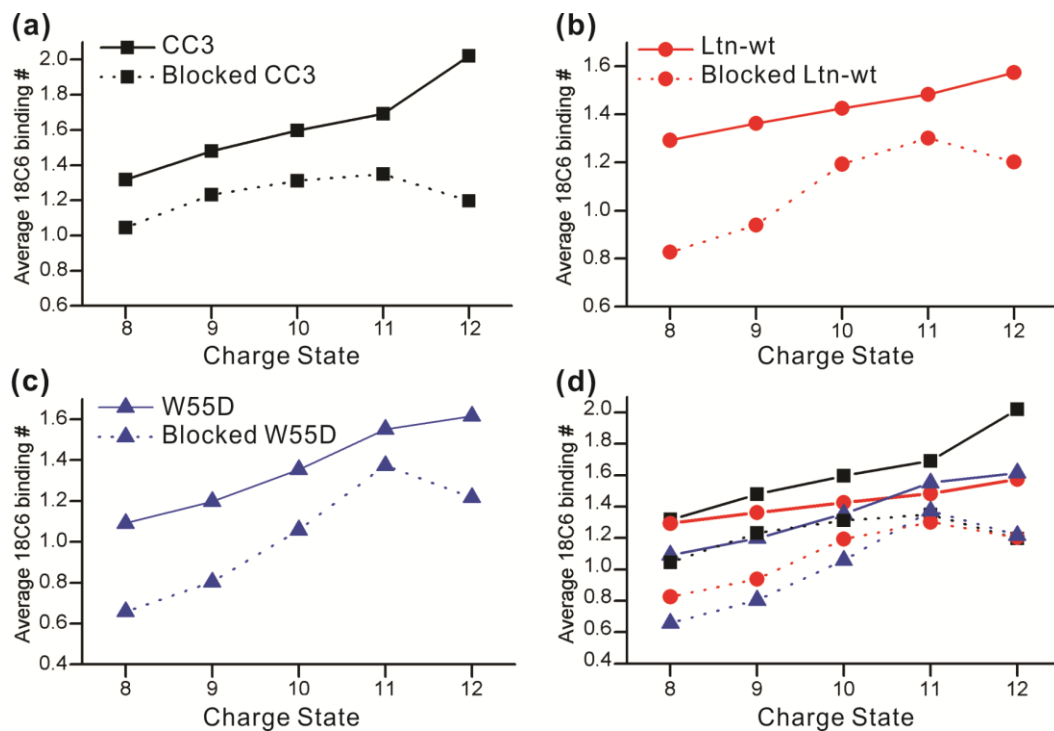 (a)
CC3
Blocked CC3
Average 18C6 binding #
2.0
1.8
1.6
1.4
1.2
1.0
0.8
0.6
8 9 10 11 12
Charge State
(b)
Ltn-wt
Blocked Ltn-wt
Average 18C6 binding #
1.6
1.4
1.2
1.0
0.8
0.6
8 9 10 11 12
Charge State
(c)
W55D
Blocked W55D
Average 18C6 binding #
1.6
1.4
1.2
1.0
0.8
0.6
0.4
8 9 10 11 12
Charge State
(d)
Average 18C6 binding #
2.0
1.8
1.6
1.4
1.2
1.0
0.8
0.6
0.4
8 9 10 11 12
Charge State